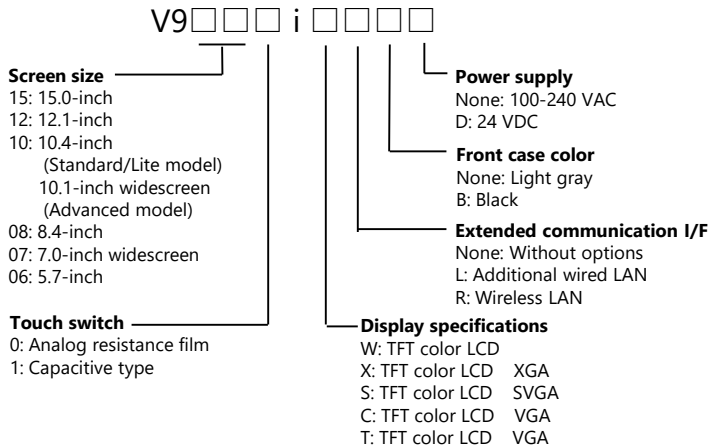 V9□□□ i □□□□
Screen size
15: 15.0-inch
12: 12.1-inch
10: 10.4-inch
(Standard/Lite model)
10.1-inch widescreen
(Advanced model)
08: 8.4-inch
07: 7.0-inch widescreen
06: 5.7-inch
Touch switch
0: Analog resistance film
1: Capacitive type
Power supply
None: 100-240 VAC
D: 24 VDC
Front case color
None: Light gray
B: Black
Extended communication I/F
None: Without options
L: Additional wired LAN
R: Wireless LAN
Display specifications
W: TFT color LCD
X: TFT color LCD XGA
S: TFT color LCD SVGA
C: TFT color LCD VGA
T: TFT color LCD VGA